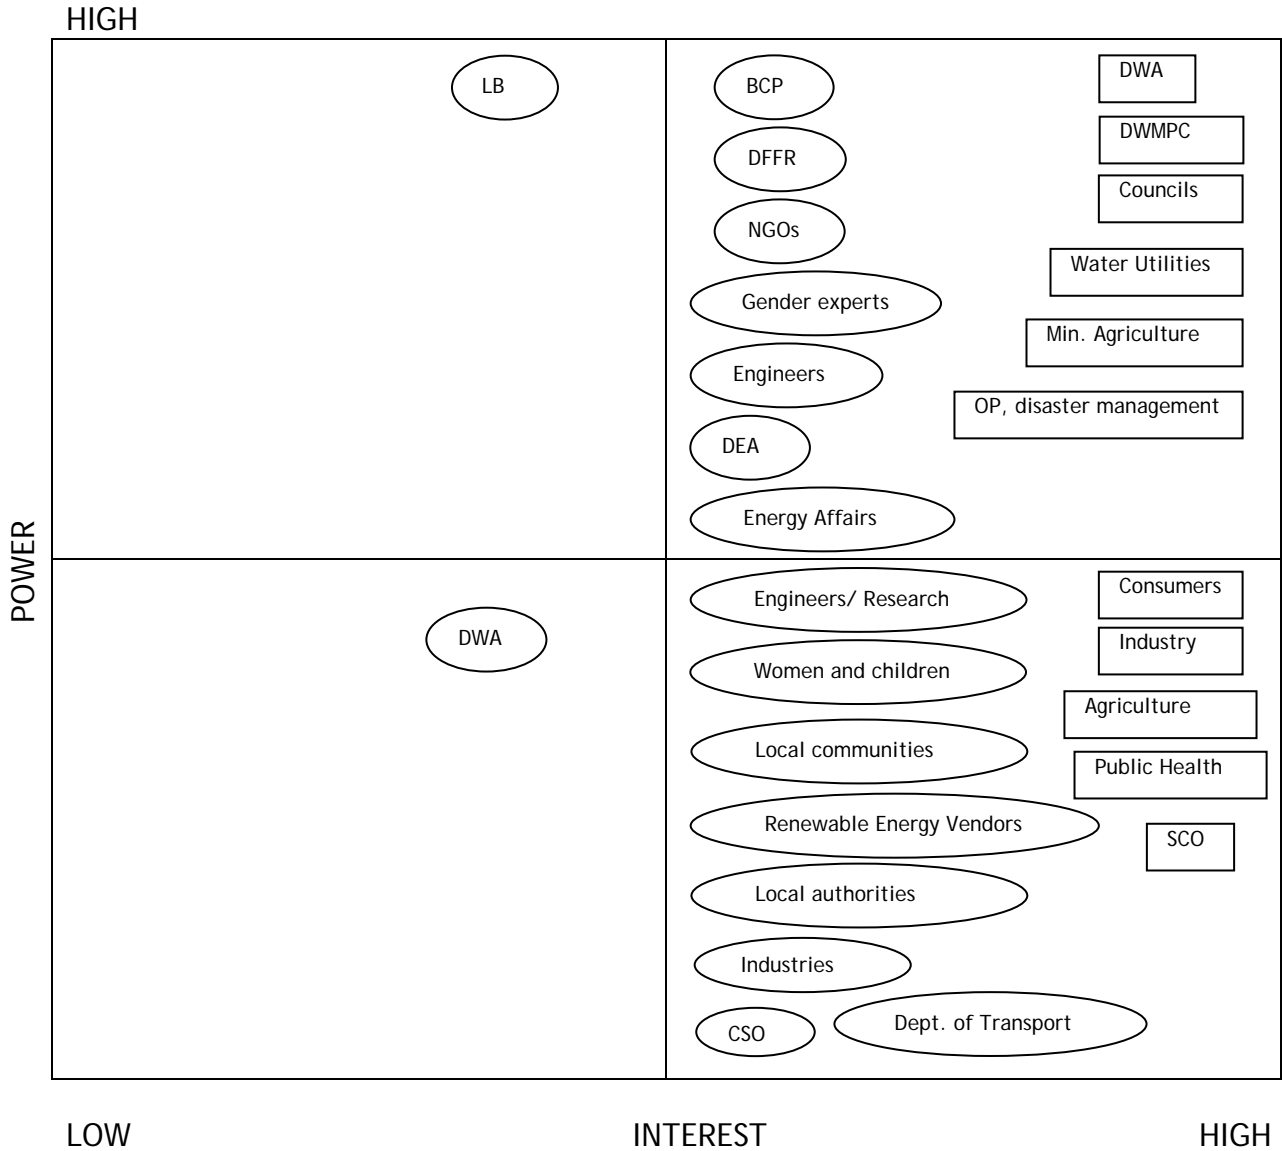 HIGH
LB
BCP
DWA
DFFR
DWMPC
NGOs
Councils
Gender experts
Water Utilities
Engineers
Min. Agriculture
DEA
OP, disaster management
Energy Affairs
POWER
DWA
Engineers/ Research
Consumers
Women and children
Industry
Local communities
Agriculture
Public Health
Renewable Energy Vendors
SCO
Local authorities
Industries
CSO
Dept. of Transport
LOW
INTEREST
HIGH